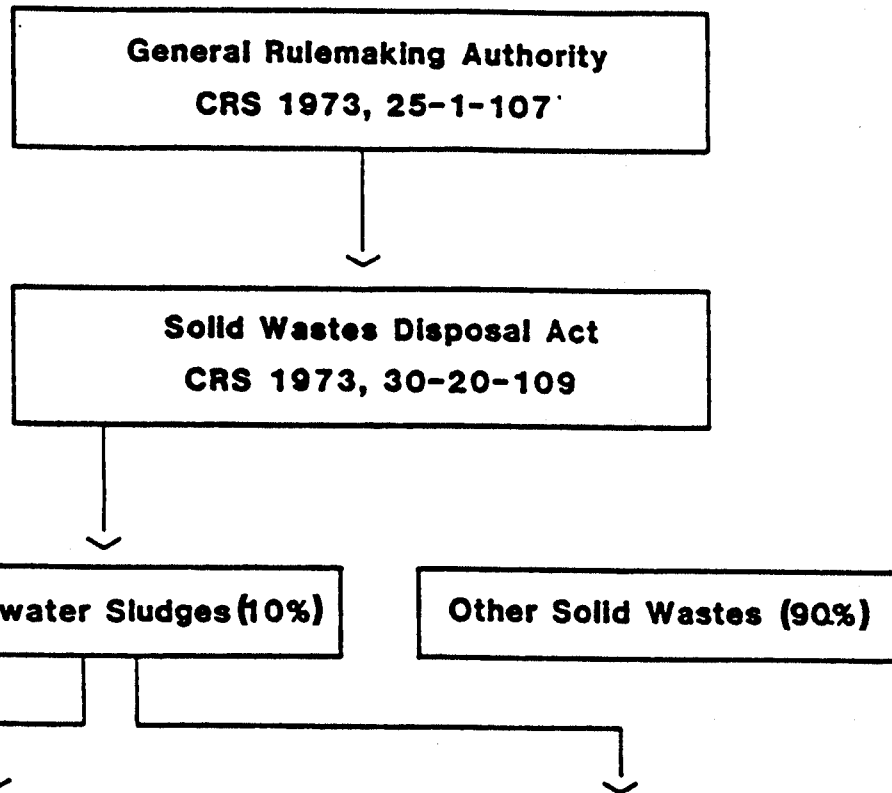 General Rulemaking Authority
CRS 1973, 25-1-107
Solid Wastes Disposal Act
CRS 1973, 30-20-109
water Sludges (10%)
Other Solid Wastes (90%)